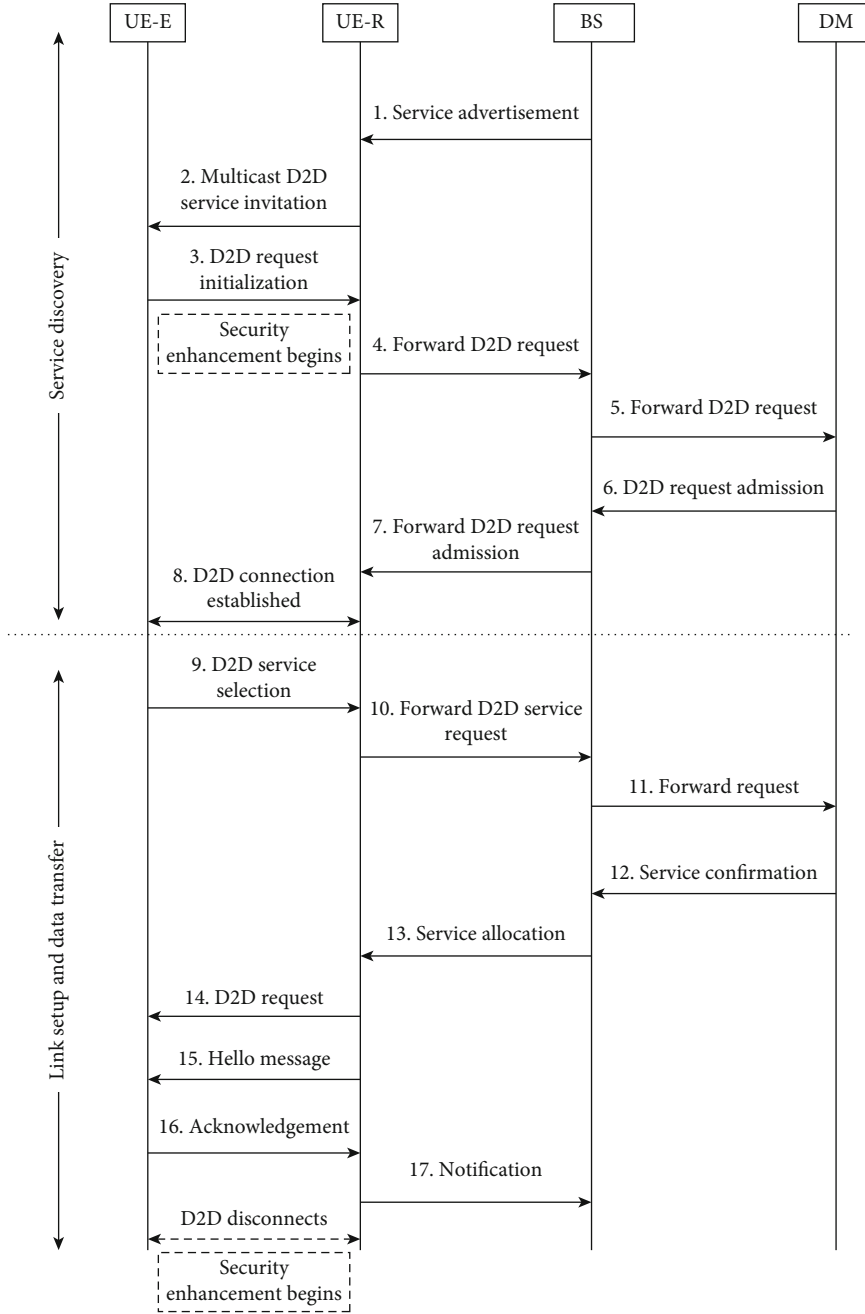 UE-E
UE-R
BS
DM
Service discovery
1. Service advertisement
2. Multicast D2D
service invitation
3. D2D request
initialization
Security
enhancement begins
4. Forward D2D request
5. Forward D2D request
6. D2D request admission
7. Forward D2D request
admission
8. D2D connection
established
Link setup and data transfer
9. D2D service
selection
10. Forward D2D service
request
11. Forward request
12. Service confirmation
13. Service allocation
14. D2D request
15. Hello message
16. Acknowledgement
17. Notification
D2D disconnects
Security
enhancement begins